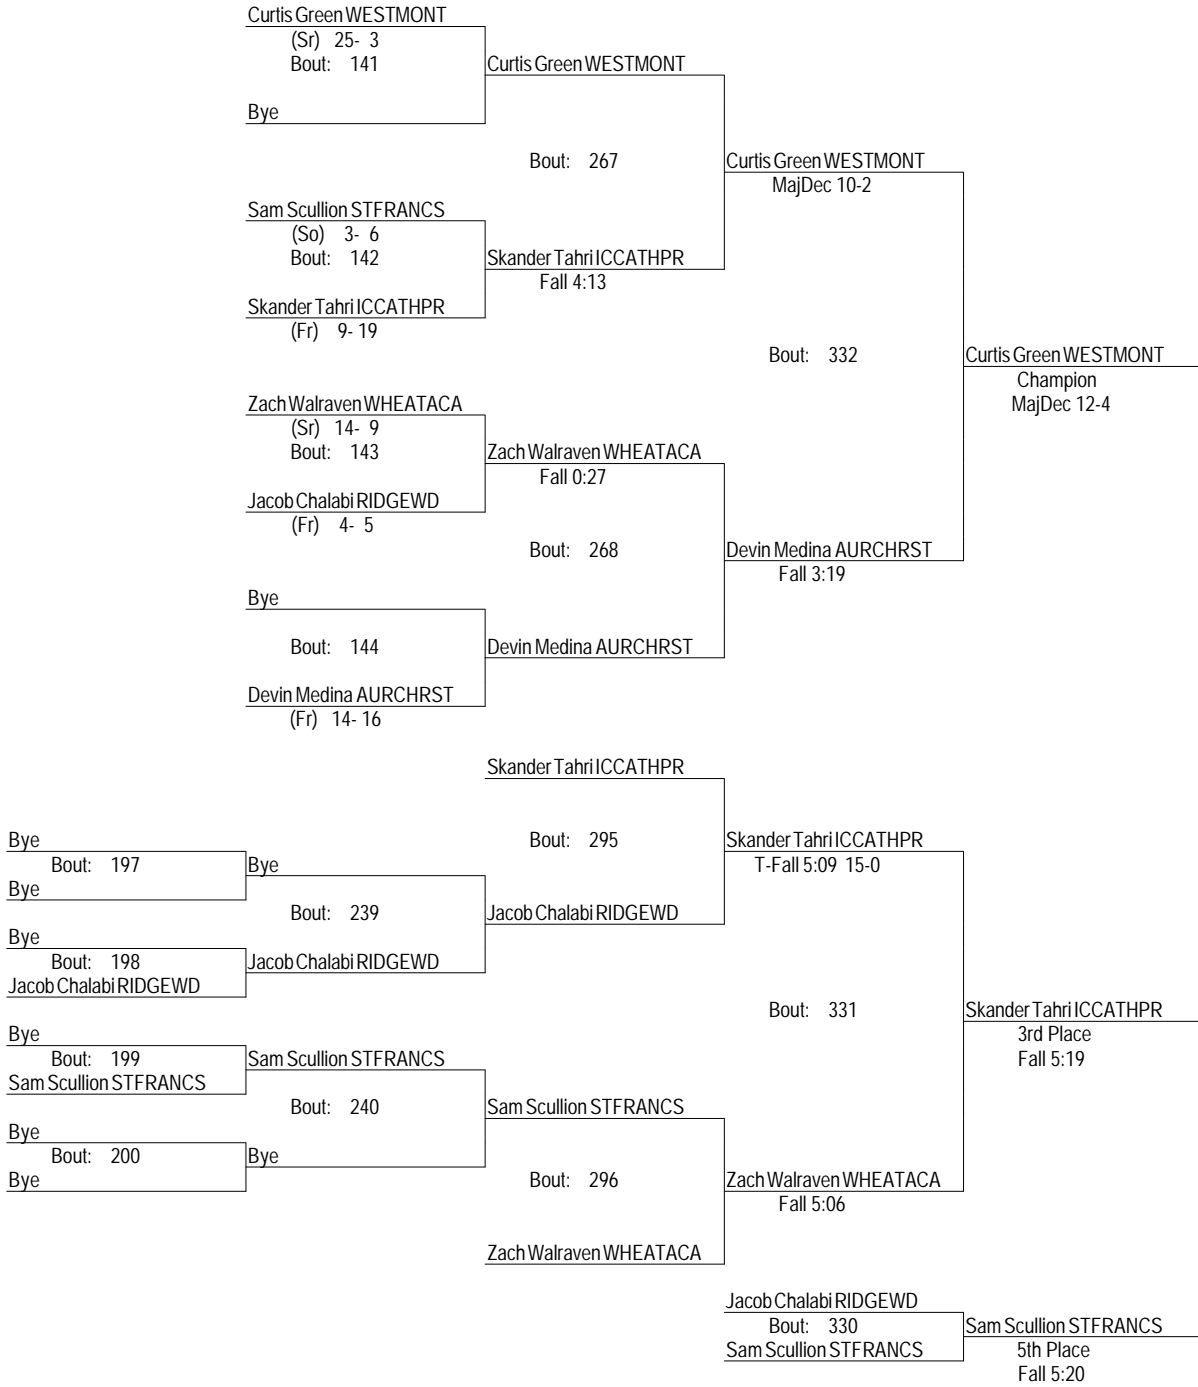 Curtis Green WESTMONT
(Sr) 25- 3
Bout: 141
Curtis Green WESTMONT
Bye
Bout: 267
Curtis Green WESTMONT
MajDec 10-2
Sam Scullion STFRANCS
(So) 3- 6
Bout: 142
Skander Tahri ICCATHPR
Fall 4:13
Skander Tahri ICCATHPR
(Fr) 9- 19
Bout: 332
Curtis Green WESTMONT
Champion
MajDec 12-4
Zach Walraven WHEATACA
(Sr) 14- 9
Bout: 143
Zach Walraven WHEATACA
Fall 0:27
Jacob Chalabi RIDGEWD
(Fr) 4- 5
Bout: 268
Devin Medina AURCHRST
Fall 3:19
Bye
Bout: 144
Devin Medina AURCHRST
Devin Medina AURCHRST
(Fr) 14- 16
Skander Tahri ICCATHPR
Bye
Bout: 197
Bye
Bye
Bout: 295
Skander Tahri ICCATHPR
T-Fall 5:09 15-0
Bout: 239
Jacob Chalabi RIDGEWD
Bye
Bout: 198
Jacob Chalabi RIDGEWD
Jacob Chalabi RIDGEWD
Bout: 331
Skander Tahri ICCATHPR
3rd Place
Fall 5:19
Bye
Bout: 199
Sam Scullion STFRANCS
Sam Scullion STFRANCS
Bout: 240
Sam Scullion STFRANCS
Bye
Bout: 200
Bye
Bye
Bout: 296
Zach Walraven WHEATACA
Fall 5:06
Zach Walraven WHEATACA
Jacob Chalabi RIDGEWD
Bout: 330
Sam Scullion STFRANCS
Sam Scullion STFRANCS
5th Place
Fall 5:20